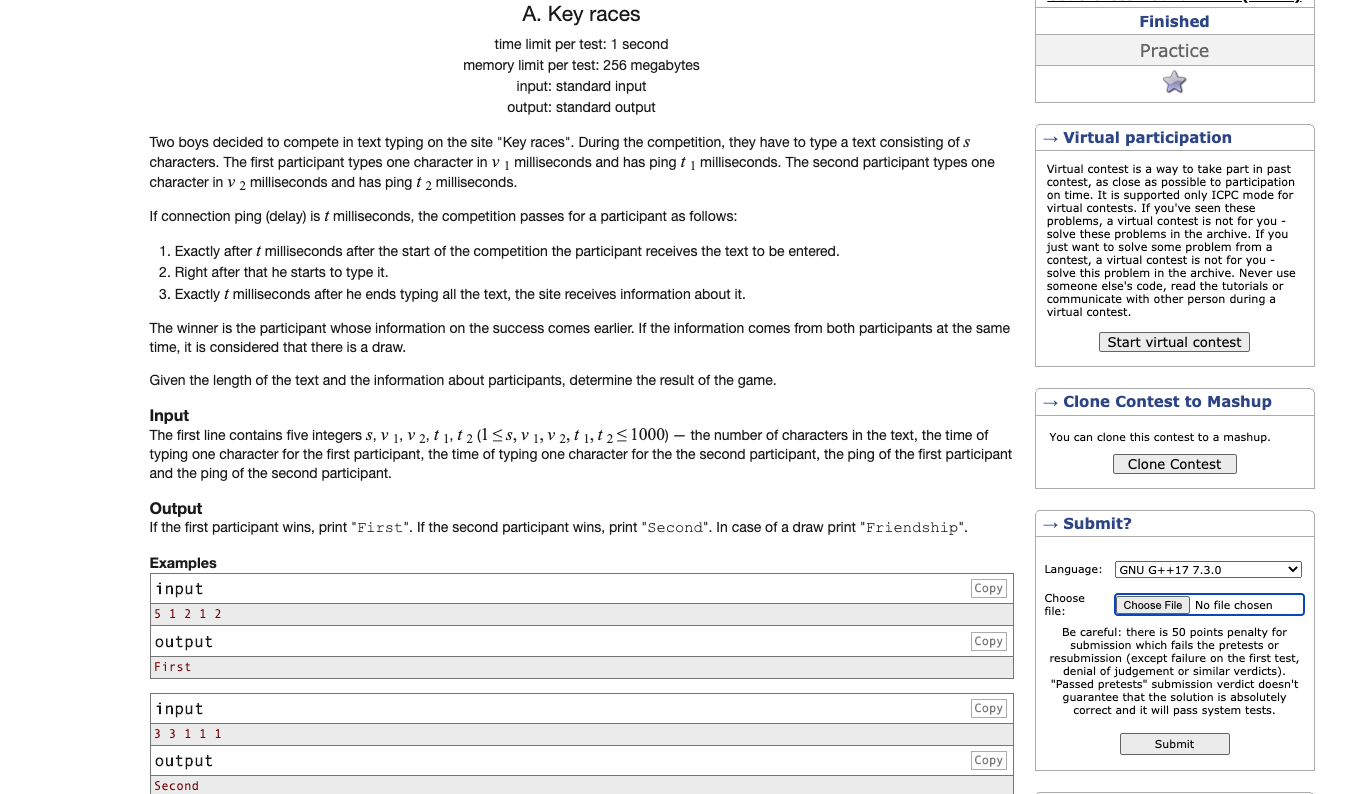 A. Key races
time limit per test: 1 second
memory limit per test: 256 megabytes
input: standard input
output: standard output
Two boys decided to compete in text typing on the site "Key races". During the competition, they have to type a text consisting of s
characters. The first participant types one character in v 1 milliseconds and has ping t 1 milliseconds. The second participant types one
character in v 2 milliseconds and has ping t 2 milliseconds.
If connection ping (delay) is t milliseconds, the competition passes for a participant as follows:
1. Exactly after t milliseconds after the start of the competition the participant receives the text to be entered.
2. Right after that he starts to type it.
3. Exactly t milliseconds after he ends typing all the text, the site receives information about it.
The winner is the participant whose information on the success comes earlier. If the information comes from both participants at the same
time, it is considered that there is a draw.
Given the length of the text and the information about participants, determine the result of the game.
Input
The first line contains five integers s, v 1, v 2, t 1, t 2 (1 ≤ s, v 1, v 2, t 1, t 2 ≤ 1000) — the number of characters in the text, the time of
typing one character for the first participant, the time of typing one character for the the second participant, the ping of the first participant
and the ping of the second participant.
Output
If the first participant wins, print "First". If the second participant wins, print "Second". In case of a draw print "Friendship".
Examples
input
Copy
5 1 2 1 2
output
Copy
First
input
Copy
3 3 1 1 1
output
Copy
Second
Finished
Practice
→ Virtual participation
Virtual contest is a way to take part in past
contest, as close as possible to participation
on time. It is supported only ICPC mode for
virtual contests. If you've seen these
problems, a virtual contest is not for you -
solve these problems in the archive. If you
just want to solve some problem from a
contest, a virtual contest is not for you -
solve this problem in the archive. Never use
someone else's code, read the tutorials or
communicate with other person during a
virtual contest.
Start virtual contest
→ Clone Contest to Mashup
You can clone this contest to a mashup.
Clone Contest
→ Submit?
Language:
GNU G++17 7.3.0
Choose
file:
Choose File No file chosen
Be careful: there is 50 points penalty for
submission which fails the pretests or
resubmission (except failure on the first test,
denial of judgement or similar verdicts).
"Passed pretests" submission verdict doesn't
guarantee that the solution is absolutely
correct and it will pass system tests.
Submit